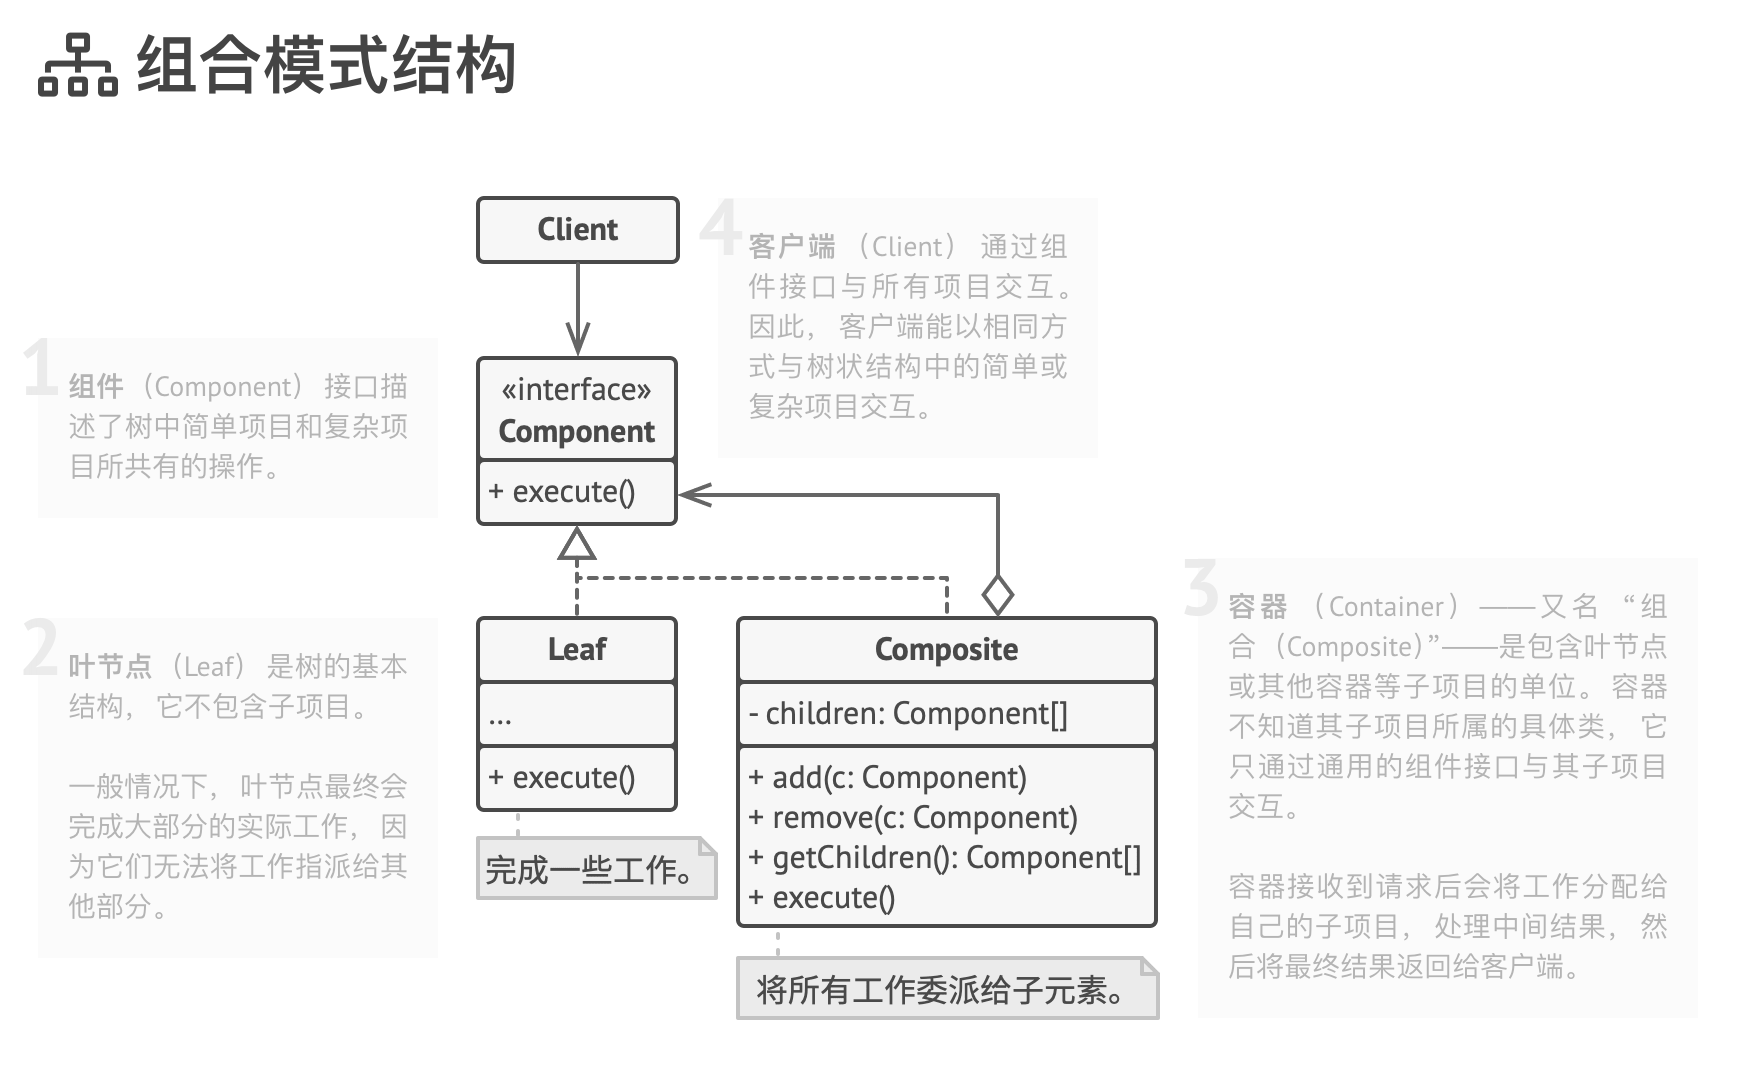 组合模式结构
Client
4
客户端 （Client） 通过组
件接口与所有项目交互。
因此， 客户端能以相同方
式与树状结构中的简单或
复杂项目交互。
1
组件 （Component） 接口描
述了树中简单项目和复杂项
目所共有的操作。
«interface»
Component
+ execute()
2
叶节点 （Leaf） 是树的基本
结构， 它不包含子项目。
一般情况下， 叶节点最终会
完成大部分的实际工作， 因
为它们无法将工作指派给其
他部分。
Leaf
...
+ execute()
完成一些工作。
Composite
- children: Component[]
+ add(c: Component)
+ remove(c: Component)
+ getChildren(): Component[]
+ execute()
将所有工作委派给子元素。
3
容器 （Container）——又名 “组
合 （Composite）”——是包含叶节点
或其他容器等子项目的单位。 容器
不知道其子项目所属的具体类， 它
只通过通用的组件接口与其子项目
交互。
容器接收到请求后会将工作分配给
自己的子项目， 处理中间结果， 然
后将最终结果返回给客户端。